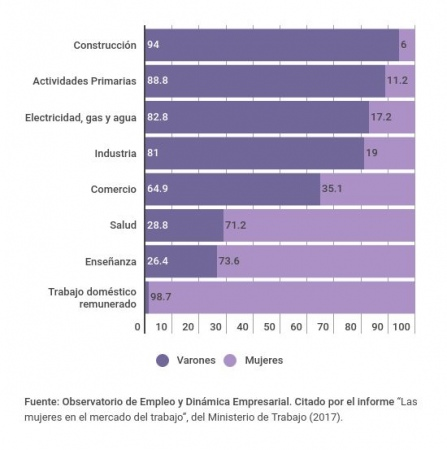 Construcción 94 6
Actividades Primarias 88.8 11.2
Electricidad, gas y agua 82.8 17.2
Industria 81 19
Comercio 64.9 35.1
Salud 28.8 71.2
Enseñanza 26.4 73.6
Trabajo doméstico
remunerado 98.7
0 10 20 30 40 50 60 70 80 90 100
Varones Mujeres
Fuente: Observatorio de Empleo y Dinámica Empresarial. Citado por el informe “Las
mujeres en el mercado del trabajo”, del Ministerio de Trabajo (2017).